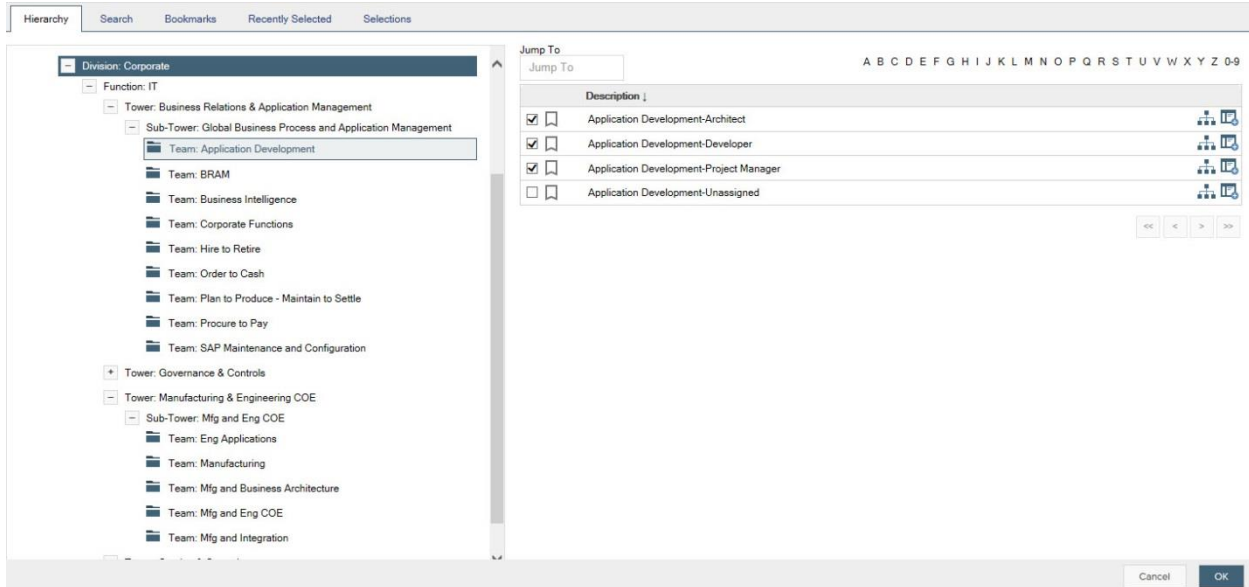 Hierarchy Search Bookmarks Recently Selected Selections
Division: Corporate
Function: IT
Tower: Business Relations & Application Management
Sub-Tower: Global Business Process and Application Management
Team: Application Development
Team: BRAM
Team: Business Intelligence
Team: Corporate Functions
Team: Hire to Retire
Team: Order to Cash
Team: Plan to Produce - Maintain to Settle
Team: Procure to Pay
Team: SAP Maintenance and Configuration
Tower: Governance & Controls
Tower: Manufacturing & Engineering COE
Sub-Tower: Mfg and Eng COE
Team: Eng Applications
Team: Manufacturing
Team: Mfg and Business Architecture
Team: Mfg and Eng COE
Team: Mfg and Integration
Jump To
Jump To
A B C D E F G H I J K L M N O P Q R S T U V W X Y Z 0-9
Description ↓
Application Development-Architect
Application Development-Developer
Application Development-Project Manager
Application Development-Unassigned
<< < > >>
Cancel OK